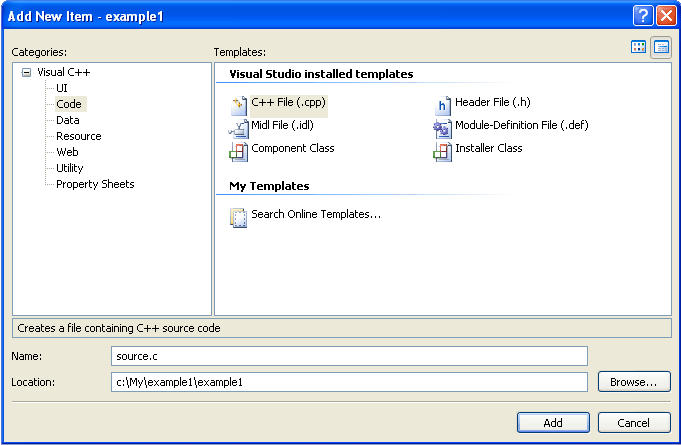 Add New Item - example1
Categories:
Templates:
Visual C++
UI
Code
Data
Resource
Web
Utility
Property Sheets
Visual Studio installed templates
C++ File (.cpp)
Header File (.h)
Midl File (.idl)
Module-Definition File (.def)
Component Class
Installer Class
My Templates
Search Online Templates...
Creates a file containing C++ source code
Name:
source.c
Location:
c:\My\example1\example1
Browse...
Add
Cancel